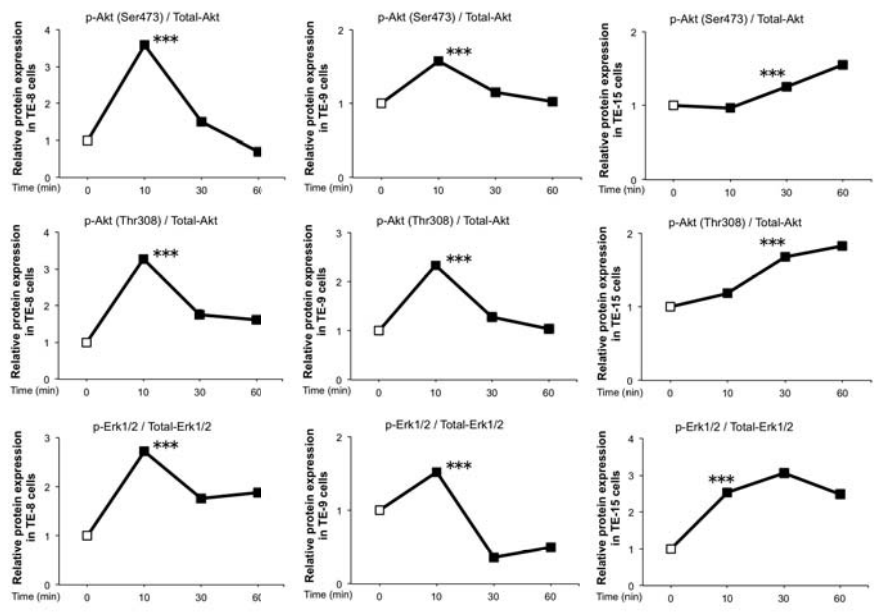 p-Akt (Ser473) / Total-Akt
Relative protein expression
in TE-8 cells
4
3
2
1
0
Time (min)
0
10
30
60
***
p-Akt (Ser473) / Total-Akt
Relative protein expression
in TE-9 cells
2
1
0
Time (min)
0
10
30
60
***
p-Akt (Ser473) / Total-Akt
Relative protein expression
in TE-15 cells
2
1
0
Time (min)
0
10
30
60
***
p-Akt (Thr308) / Total-Akt
Relative protein expression
in TE-8 cells
4
3
2
1
0
Time (min)
0
10
30
60
***
p-Akt (Thr308) / Total-Akt
Relative protein expression
in TE-9 cells
3
2
1
0
Time (min)
0
10
30
60
***
p-Akt (Thr308) / Total-Akt
Relative protein expression
in TE-15 cells
2
1
0
Time (min)
0
10
30
60
***
p-Erk1/2 / Total-Erk1/2
Relative protein expression
in TE-8 cells
3
2
1
0
Time (min)
0
10
30
60
***
p-Erk1/2 / Total-Erk1/2
Relative protein expression
in TE-9 cells
2
1
0
Time (min)
0
10
30
60
***
p-Erk1/2 / Total-Erk1/2
Relative protein expression
in TE-15 cells
4
3
2
1
0
Time (min)
0
10
30
60
***